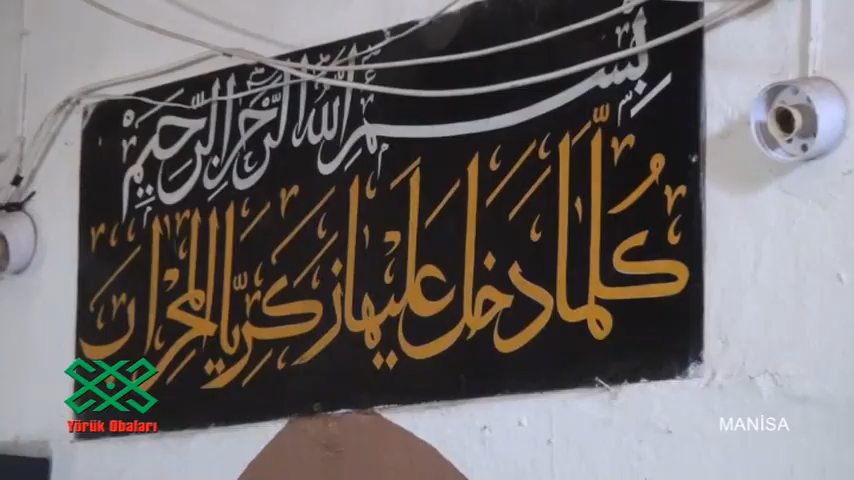 بسم الله الرحمن الرحيم
كلما دخل عليها زكريا المحراب
Yörük Obaları
MANİSA